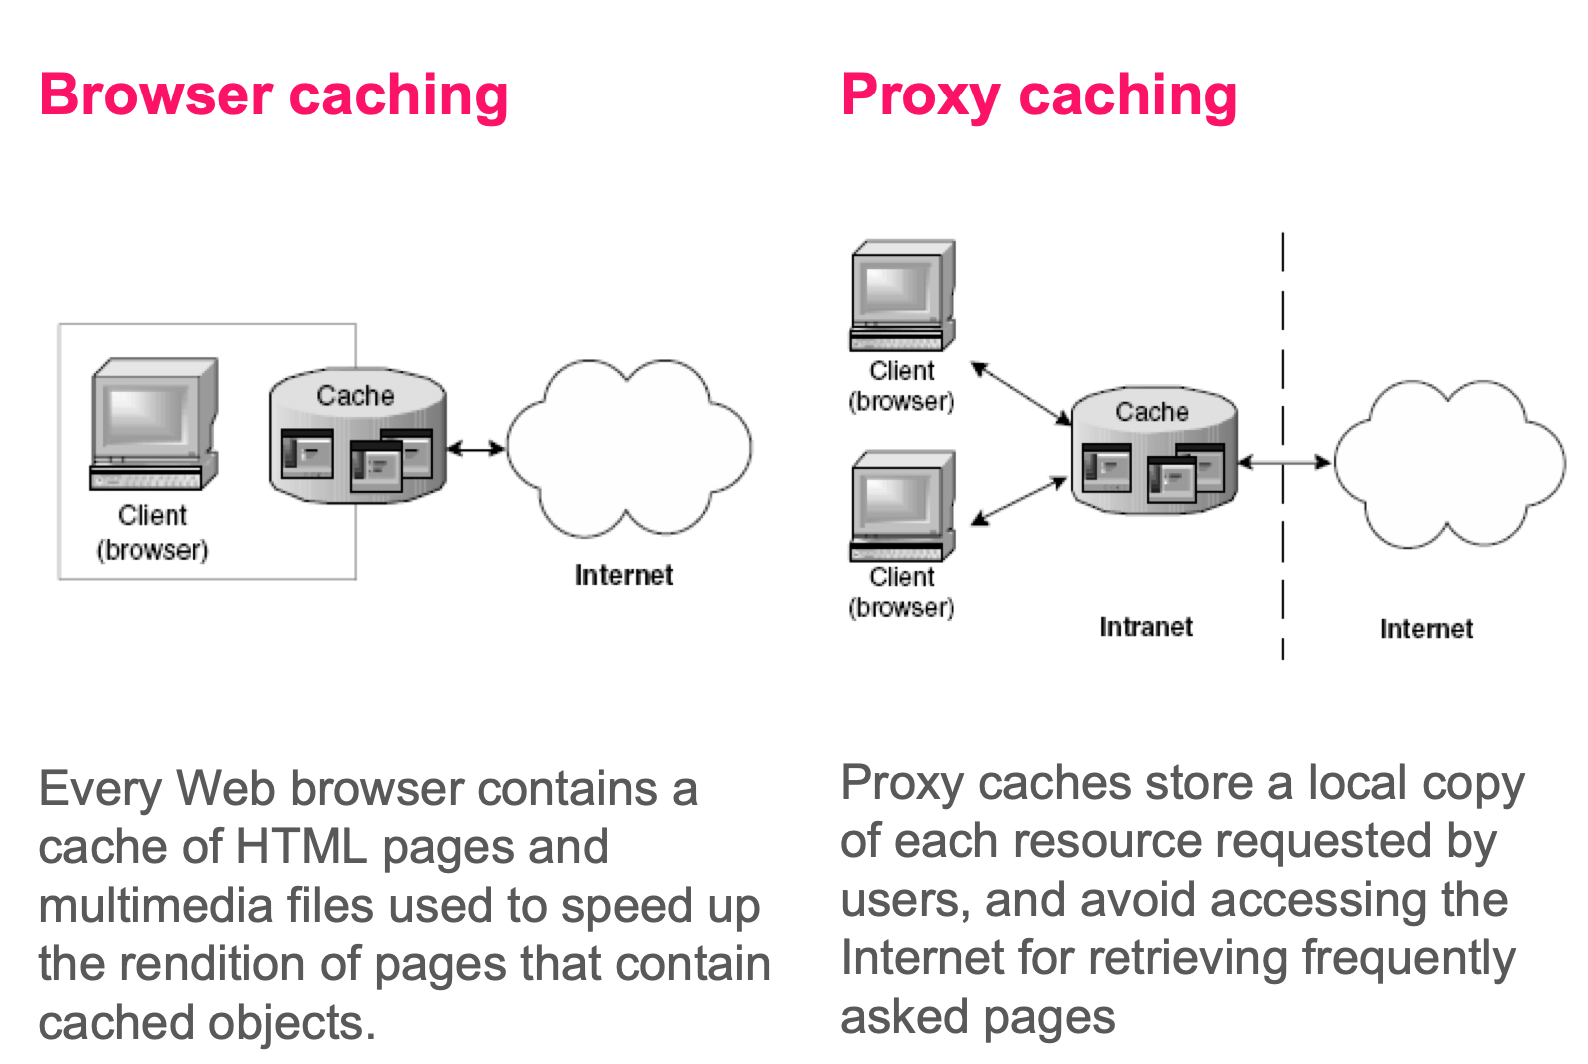 Browser caching
Cache
Client
(browser)
Internet
Every Web browser contains a
cache of HTML pages and
multimedia files used to speed up
the rendition of pages that contain
cached objects.
Proxy caching
Client
(browser)
Cache
Client
(browser)
Intranet
Internet
Proxy caches store a local copy
of each resource requested by
users, and avoid accessing the
Internet for retrieving frequently
asked pages